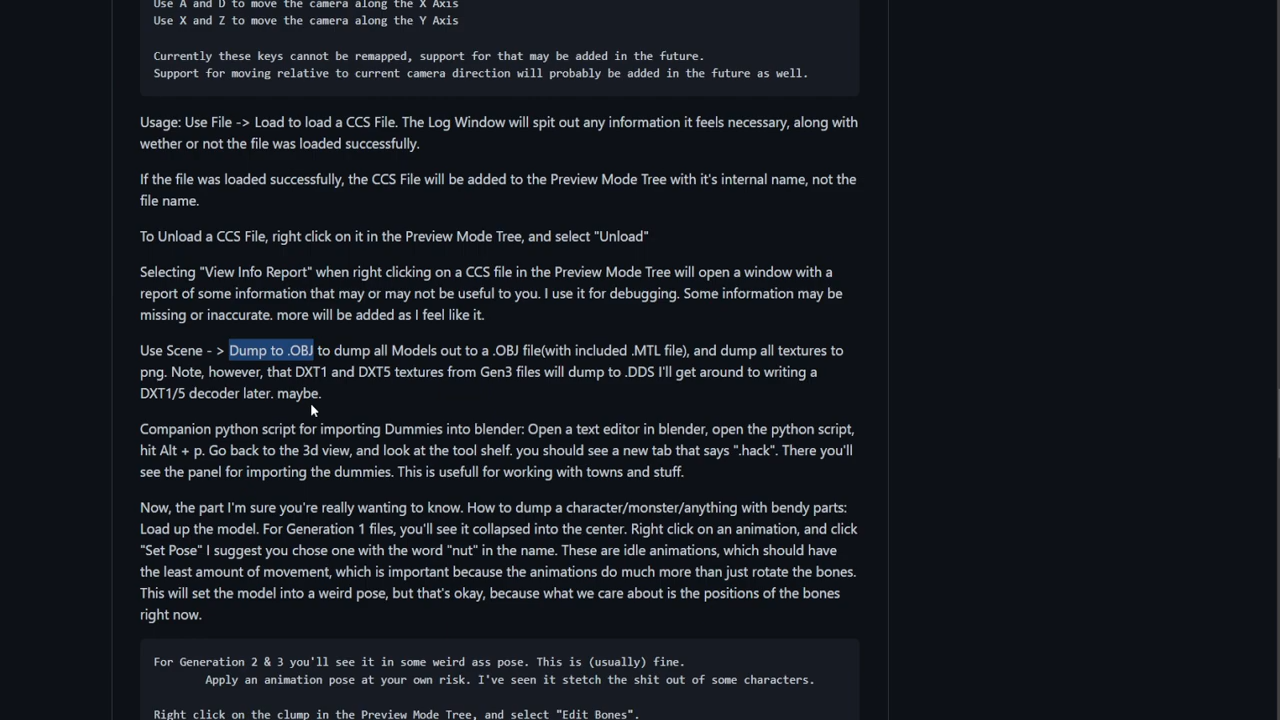 Use A and D to move the camera along the X Axis
Use X and Z to move the camera along the Y Axis
Currently these keys cannot be remapped, support for that may be added in the future.
Support for moving relative to current camera direction will probably be added in the future as well.
Usage: Use File -> Load to load a CCS File. The Log Window will spit out any information it feels necessary, along with
wether or not the file was loaded successfully.
If the file was loaded successfully, the CCS File will be added to the Preview Mode Tree with it's internal name, not the
file name.
To Unload a CCS File, right click on it in the Preview Mode Tree, and select "Unload"
Selecting "View Info Report" when right clicking on a CCS file in the Preview Mode Tree will open a window with a
report of some information that may or may not be useful to you. I use it for debugging. Some information may be
missing or inaccurate. more will be added as I feel like it.
Use Scene - > Dump to .OBJ to dump all Models out to a .OBJ file(with included .MTL file), and dump all textures to
png. Note, however, that DXT1 and DXT5 textures from Gen3 files will dump to .DDS I'll get around to writing a
DXT1/5 decoder later. maybe.
Companion python script for importing Dummies into blender: Open a text editor in blender, open the python script,
hit Alt + p. Go back to the 3d view, and look at the tool shelf. you should see a new tab that says ".hack". There you'll
see the panel for importing the dummies. This is usefull for working with towns and stuff.
Now, the part I'm sure you're really wanting to know. How to dump a character/monster/anything with bendy parts:
Load up the model. For Generation 1 files, you'll see it collapsed into the center. Right click on an animation, and click
"Set Pose" I suggest you chose one with the word "nut" in the name. These are idle animations, which should have
the least amount of movement, which is important because the animations do much more than just rotate the bones.
This will set the model into a weird pose, but that's okay, because what we care about is the positions of the bones
right now.
For Generation 2 & 3 you'll see it in some weird ass pose. This is (usually) fine.
Apply an animation pose at your own risk. I've seen it stetch the shit out of some characters.
Right click on the clump in the Preview Mode Tree, and select "Edit Bones".